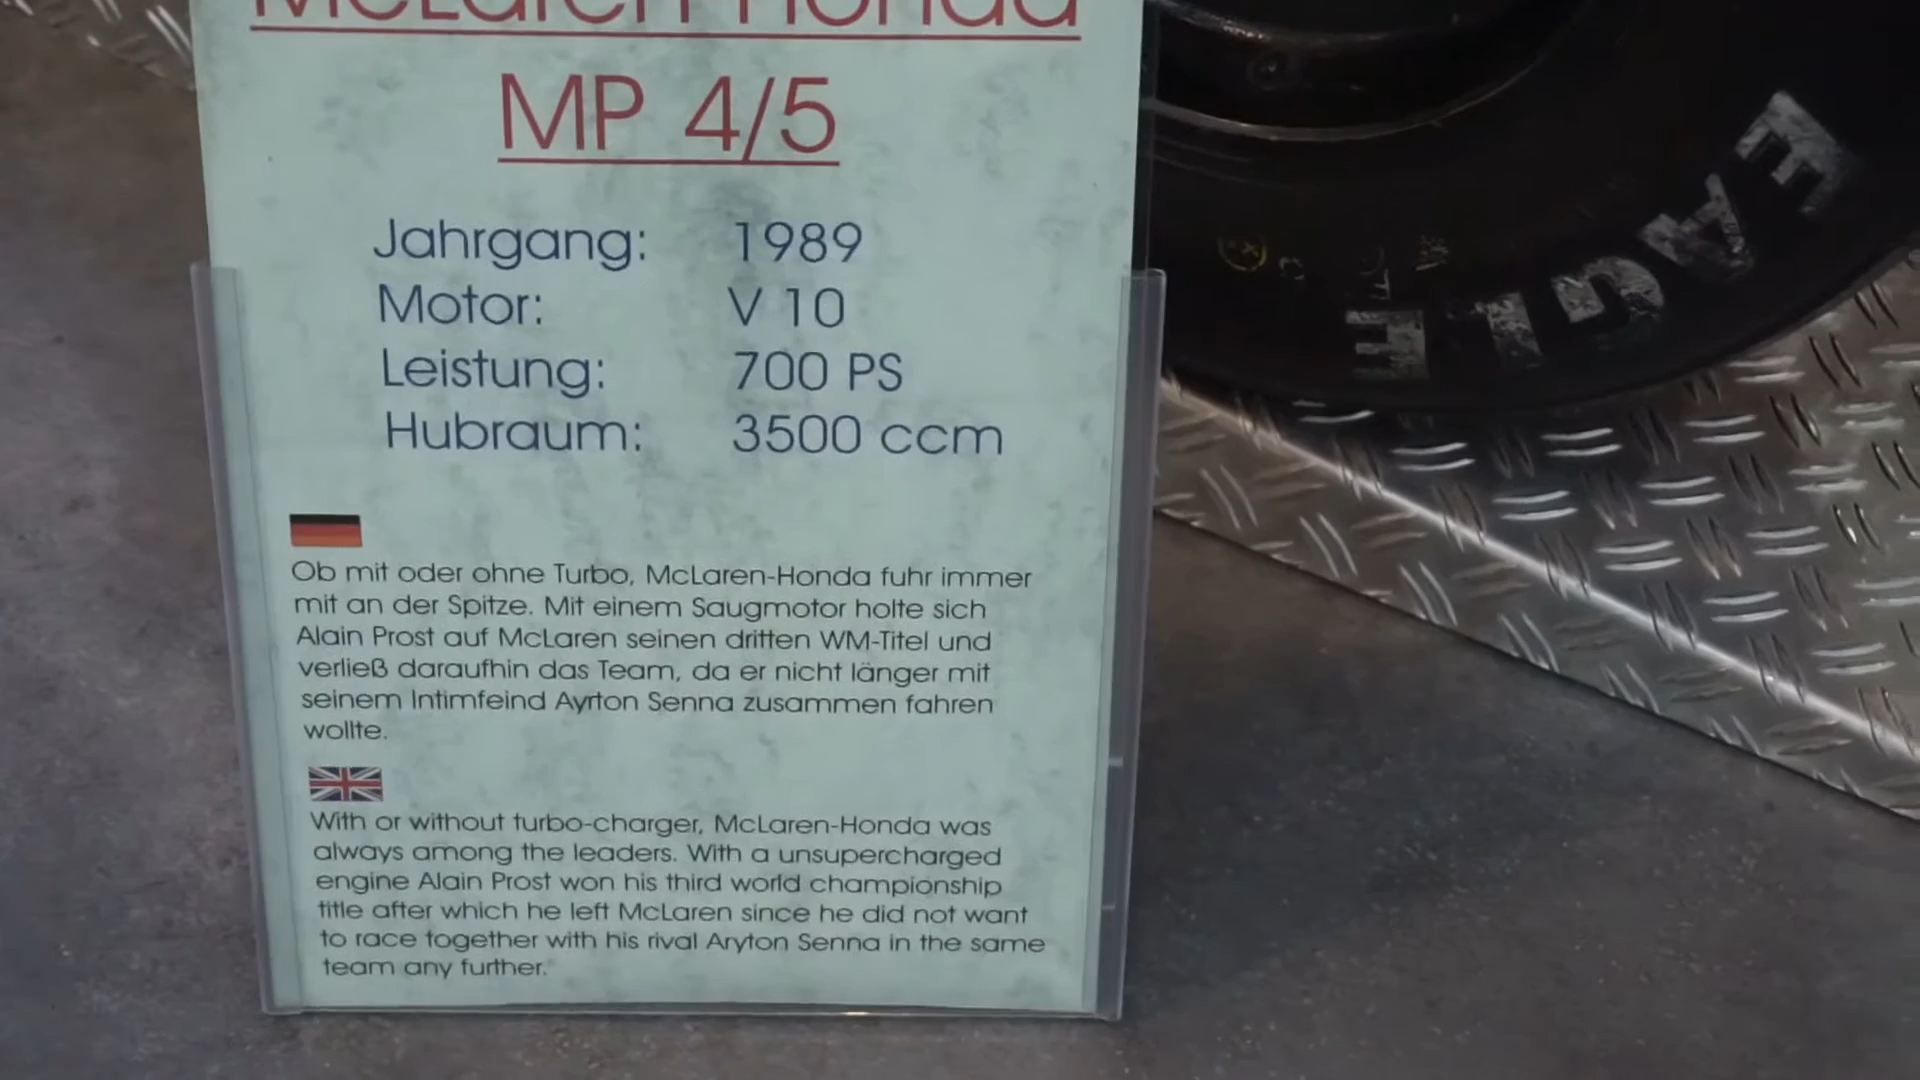 McLaren-Honda
MP 4/5
Jahrgang: 1989
Motor: V 10
Leistung: 700 PS
Hubraum: 3500 ccm
Ob mit oder ohne Turbo, McLaren-Honda fuhr immer
mit an der Spitze. Mit einem Saugmotor holte sich
Alain Prost auf McLaren seinen dritten WM-Titel und
verließ daraufhin das Team, da er nicht länger mit
seinem Intimfeind Ayrton Senna zusammen fahren
wollte.
With or without turbo-charger, McLaren-Honda was
always among the leaders. With a unsupercharged
engine Alain Prost won his third world championship
title after which he left McLaren since he did not want
to race together with his rival Aryton Senna in the same
team any further.
EAGLE